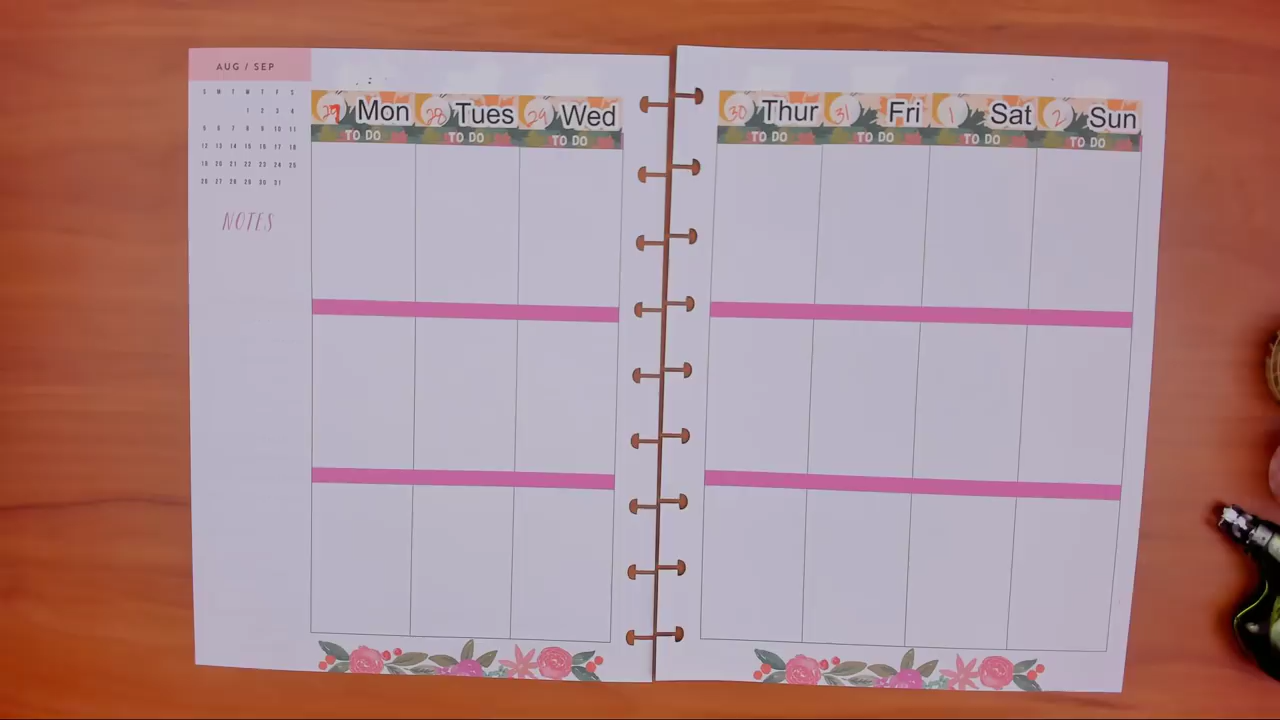 AUG / SEP
S M T W T F S
1 2 3 4
5 6 7 8 9 10 11
12 13 14 15 16 17 18
19 20 21 22 23 24 25
26 27 28 29 30 31
NOTES
27 Mon 28 Tues 29 Wed
TO DO TO DO TO DO
30 Thur 31 Fri 1 Sat 2 Sun
TO DO TO DO TO DO TO DO